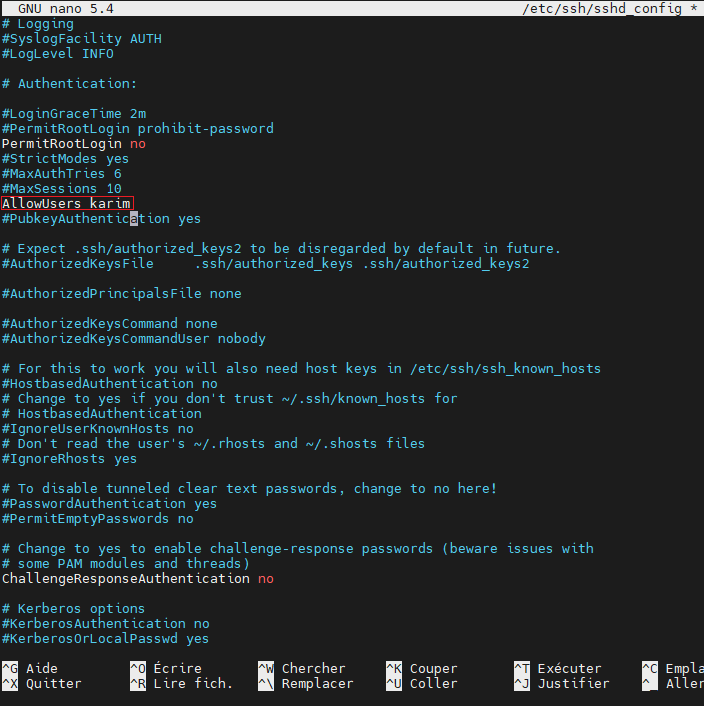 GNU nano 5.4 /etc/ssh/sshd_config *
# Logging
#SyslogFacility AUTH
#LogLevel INFO
# Authentication:
#LoginGraceTime 2m
#PermitRootLogin prohibit-password
PermitRootLogin no
#StrictModes yes
#MaxAuthTries 6
#MaxSessions 10
AllowUsers karim
#PubkeyAuthentication yes
# Expect .ssh/authorized_keys2 to be disregarded by default in future.
#AuthorizedKeysFile .ssh/authorized_keys .ssh/authorized_keys2
#AuthorizedPrincipalsFile none
#AuthorizedKeysCommand none
#AuthorizedKeysCommandUser nobody
# For this to work you will also need host keys in /etc/ssh/ssh_known_hosts
#HostbasedAuthentication no
# Change to yes if you don't trust ~/.ssh/known_hosts for
# HostbasedAuthentication
#IgnoreUserKnownHosts no
# Don't read the user's ~/.rhosts and ~/.shosts files
#IgnoreRhosts yes
# To disable tunneled clear text passwords, change to no here!
#PasswordAuthentication yes
#PermitEmptyPasswords no
# Change to yes to enable challenge-response passwords (beware issues with
# some PAM modules and threads)
ChallengeResponseAuthentication no
# Kerberos options
#KerberosAuthentication no
#KerberosOrLocalPasswd yes
^G Aide ^O Écrire ^W Chercher ^K Couper ^T Exécuter ^C Empla
^X Quitter ^R Lire fich. ^\ Remplacer ^U Coller ^J Justifier ^_ Aller